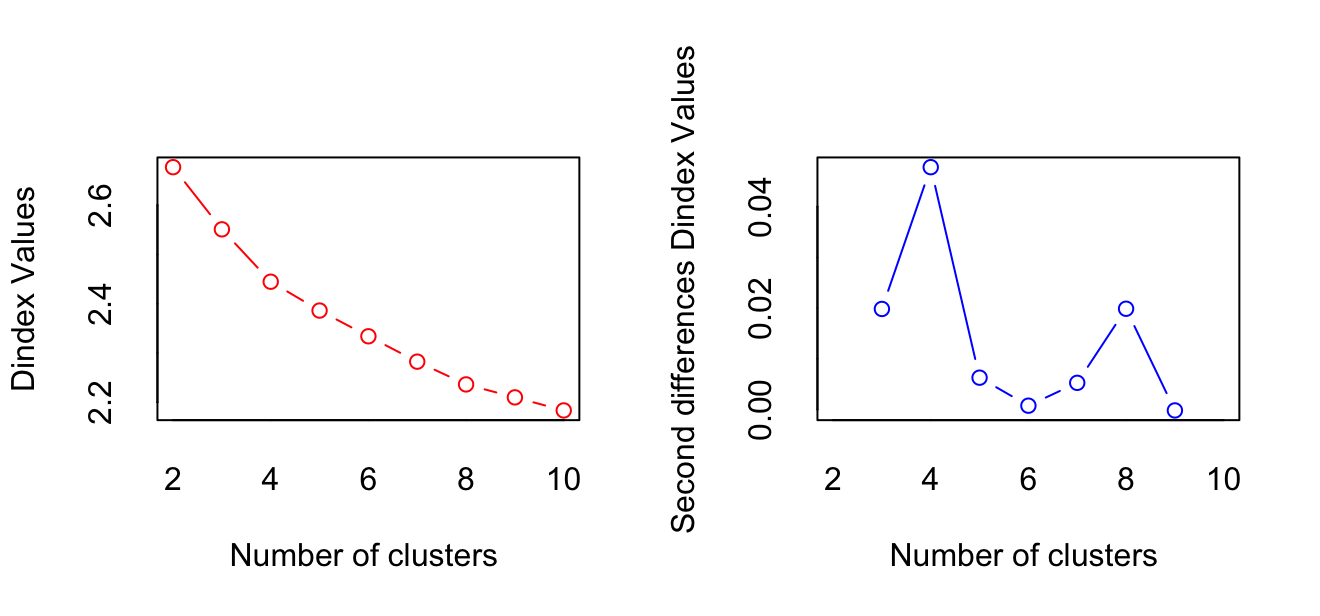 Dindex Values
2.6
2.4
2.2
2 4 6 8 10
Number of clusters
Second differences Dindex Values
0.04
0.02
0.00
2 4 6 8 10
Number of clusters